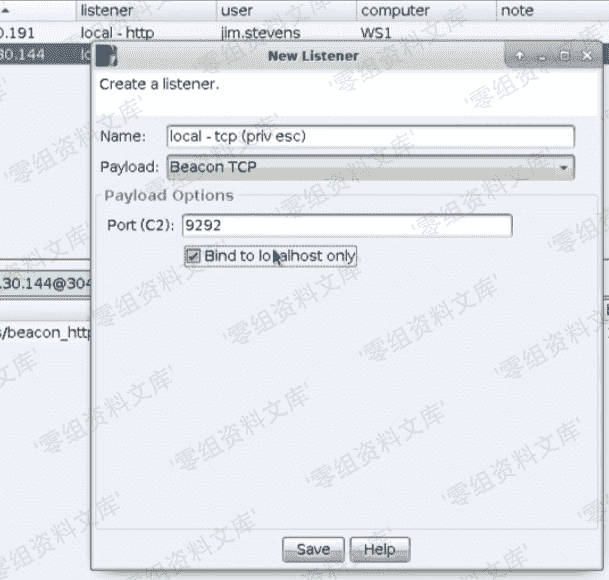 listener user computer note
0.191 local - http jim.stevens WS1
30.144
New Listener
Create a listener.
Name: local - tcp (priv esc)
Payload: Beacon TCP
Payload Options
Port (C2): 9292
Bind to localhost only
.30.144@304
s/beacon_http
Save Help
'零组资料文库'